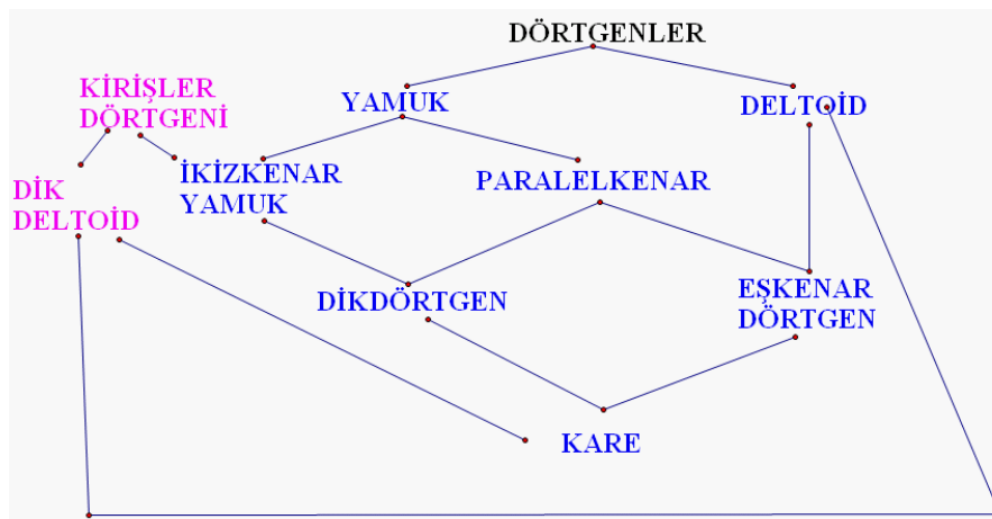 DÖRTGENLER
KİRİŞLER
DÖRTGENİ
YAMUK
DELTOİD
İKİZKENAR
YAMUK
PARALELKENAR
DİK
DELTOİD
DİKDÖRTGEN
EŞKENAR
DÖRTGEN
KARE